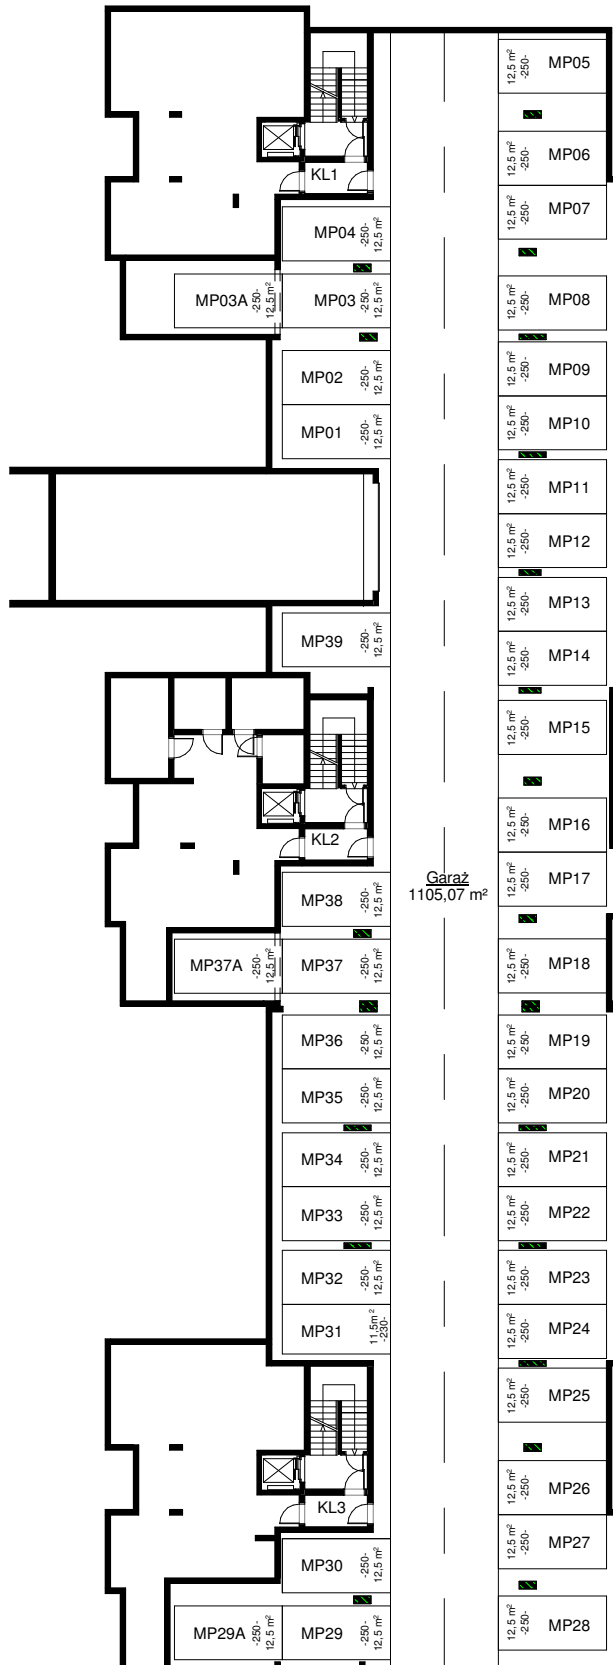 12,5 m²
-250-
MP05
12,5 m²
-250-
MP06
KL1
12,5 m²
-250-
MP07
MP04
-250-
12,5 m²
MP03A
-250-
12,5 m²
MP03
-250-
12,5 m²
12,5 m²
-250-
MP08
MP02
-250-
12,5 m²
12,5 m²
-250-
MP09
MP01
-250-
12,5 m²
12,5 m²
-250-
MP10
12,5 m²
-250-
MP11
12,5 m²
-250-
MP12
12,5 m²
-250-
MP13
MP39
-250-
12,5 m²
12,5 m²
-250-
MP14
12,5 m²
-250-
MP15
12,5 m²
-250-
MP16
KL2
12,5 m²
-250-
MP17
Garaż
1105,07 m²
MP38
-250-
12,5 m²
MP37A
-250-
12,5 m²
MP37
-250-
12,5 m²
12,5 m²
-250-
MP18
MP36
-250-
12,5 m²
12,5 m²
-250-
MP19
MP35
-250-
12,5 m²
12,5 m²
-250-
MP20
MP34
-250-
12,5 m²
12,5 m²
-250-
MP21
MP33
-250-
12,5 m²
12,5 m²
-250-
MP22
MP32
-250-
12,5 m²
12,5 m²
-250-
MP23
MP31
11,5m²
-230-
12,5 m²
-250-
MP24
12,5 m²
-250-
MP25
12,5 m²
-250-
MP26
KL3
12,5 m²
-250-
MP27
MP30
-250-
12,5 m²
MP29A
-250-
12,5 m²
MP29
-250-
12,5 m²
12,5 m²
-250-
MP28